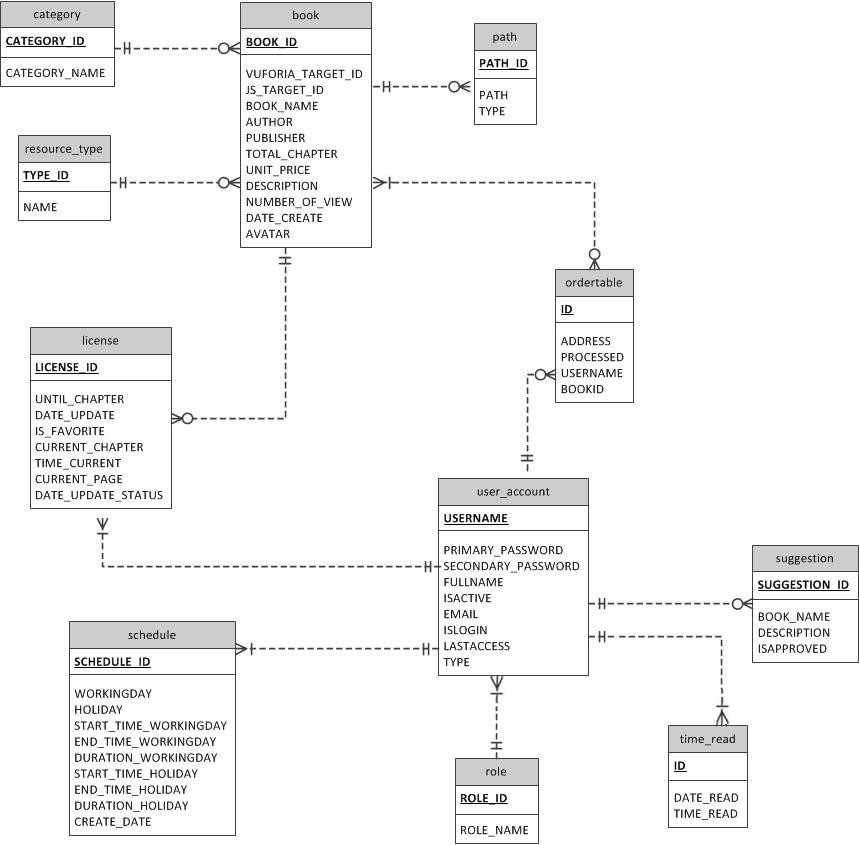 category
CATEGORY_ID
CATEGORY_NAME
book
BOOK_ID
VUFORIA_TARGET_ID
JS_TARGET_ID
BOOK_NAME
AUTHOR
PUBLISHER
TOTAL_CHAPTER
UNIT_PRICE
DESCRIPTION
NUMBER_OF_VIEW
DATE_CREATE
AVATAR
path
PATH_ID
PATH
TYPE
resource_type
TYPE_ID
NAME
ordertable
ID
ADDRESS
PROCESSED
USERNAME
BOOKID
license
LICENSE_ID
UNTIL_CHAPTER
DATE_UPDATE
IS_FAVORITE
CURRENT_CHAPTER
TIME_CURRENT
CURRENT_PAGE
DATE_UPDATE_STATUS
user_account
USERNAME
PRIMARY_PASSWORD
SECONDARY_PASSWORD
FULLNAME
ISACTIVE
EMAIL
ISLOGIN
LASTACCESS
TYPE
suggestion
SUGGESTION_ID
BOOK_NAME
DESCRIPTION
ISAPPROVED
schedule
SCHEDULE_ID
WORKINGDAY
HOLIDAY
START_TIME_WORKINGDAY
END_TIME_WORKINGDAY
DURATION_WORKINGDAY
START_TIME_HOLIDAY
END_TIME_HOLIDAY
DURATION_HOLIDAY
CREATE_DATE
role
ROLE_ID
ROLE_NAME
time_read
ID
DATE_READ
TIME_READ